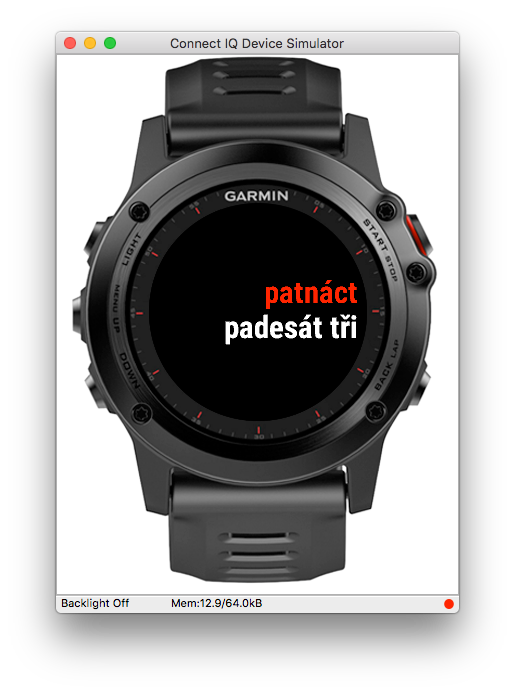 Connect IQ Device Simulator
GARMIN
LIGHT
START STOP
MENU UP
patnáct
padesát tři
DOWN
BACK LAP
30
Backlight Off
Mem:12.9/64.0kB